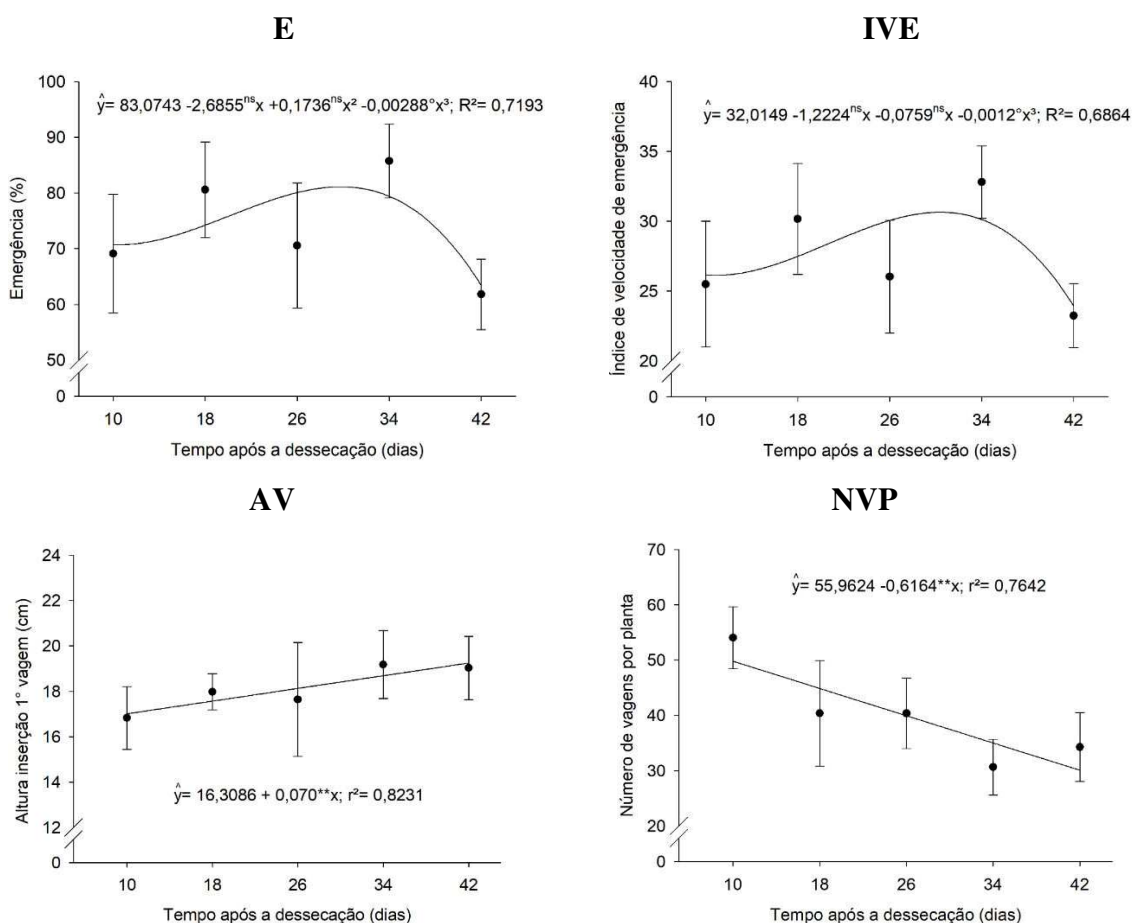 E
IVE
ŷ= 83,0743 -2,6855ⁿˢx +0,1736ⁿˢx² -0,00288°x³; R²= 0,7193
Emergência (%)
100
90
80
70
60
50
0
10 18 26 34 42
Tempo após a dessecação (dias)
ŷ= 32,0149 -1,2224ⁿˢx -0,0759ⁿˢx -0,0012°x³; R²= 0,6864
Índice de velocidade de emergência
40
35
30
25
20
0
10 18 26 34 42
Tempo após a dessecação (dias)
AV
NVP
Altura inserção 1° vagem (cm)
24
22
20
18
16
14
12
0
ŷ= 16,3086 + 0,070**x; r²= 0,8231
10 18 26 34 42
Tempo após a dessecação (dias)
ŷ= 55,9624 -0,6164**x; r²= 0,7642
Número de vagens por planta
70
60
50
40
30
20
0
10 18 26 34 42
Tempo após a dessecação (dias)